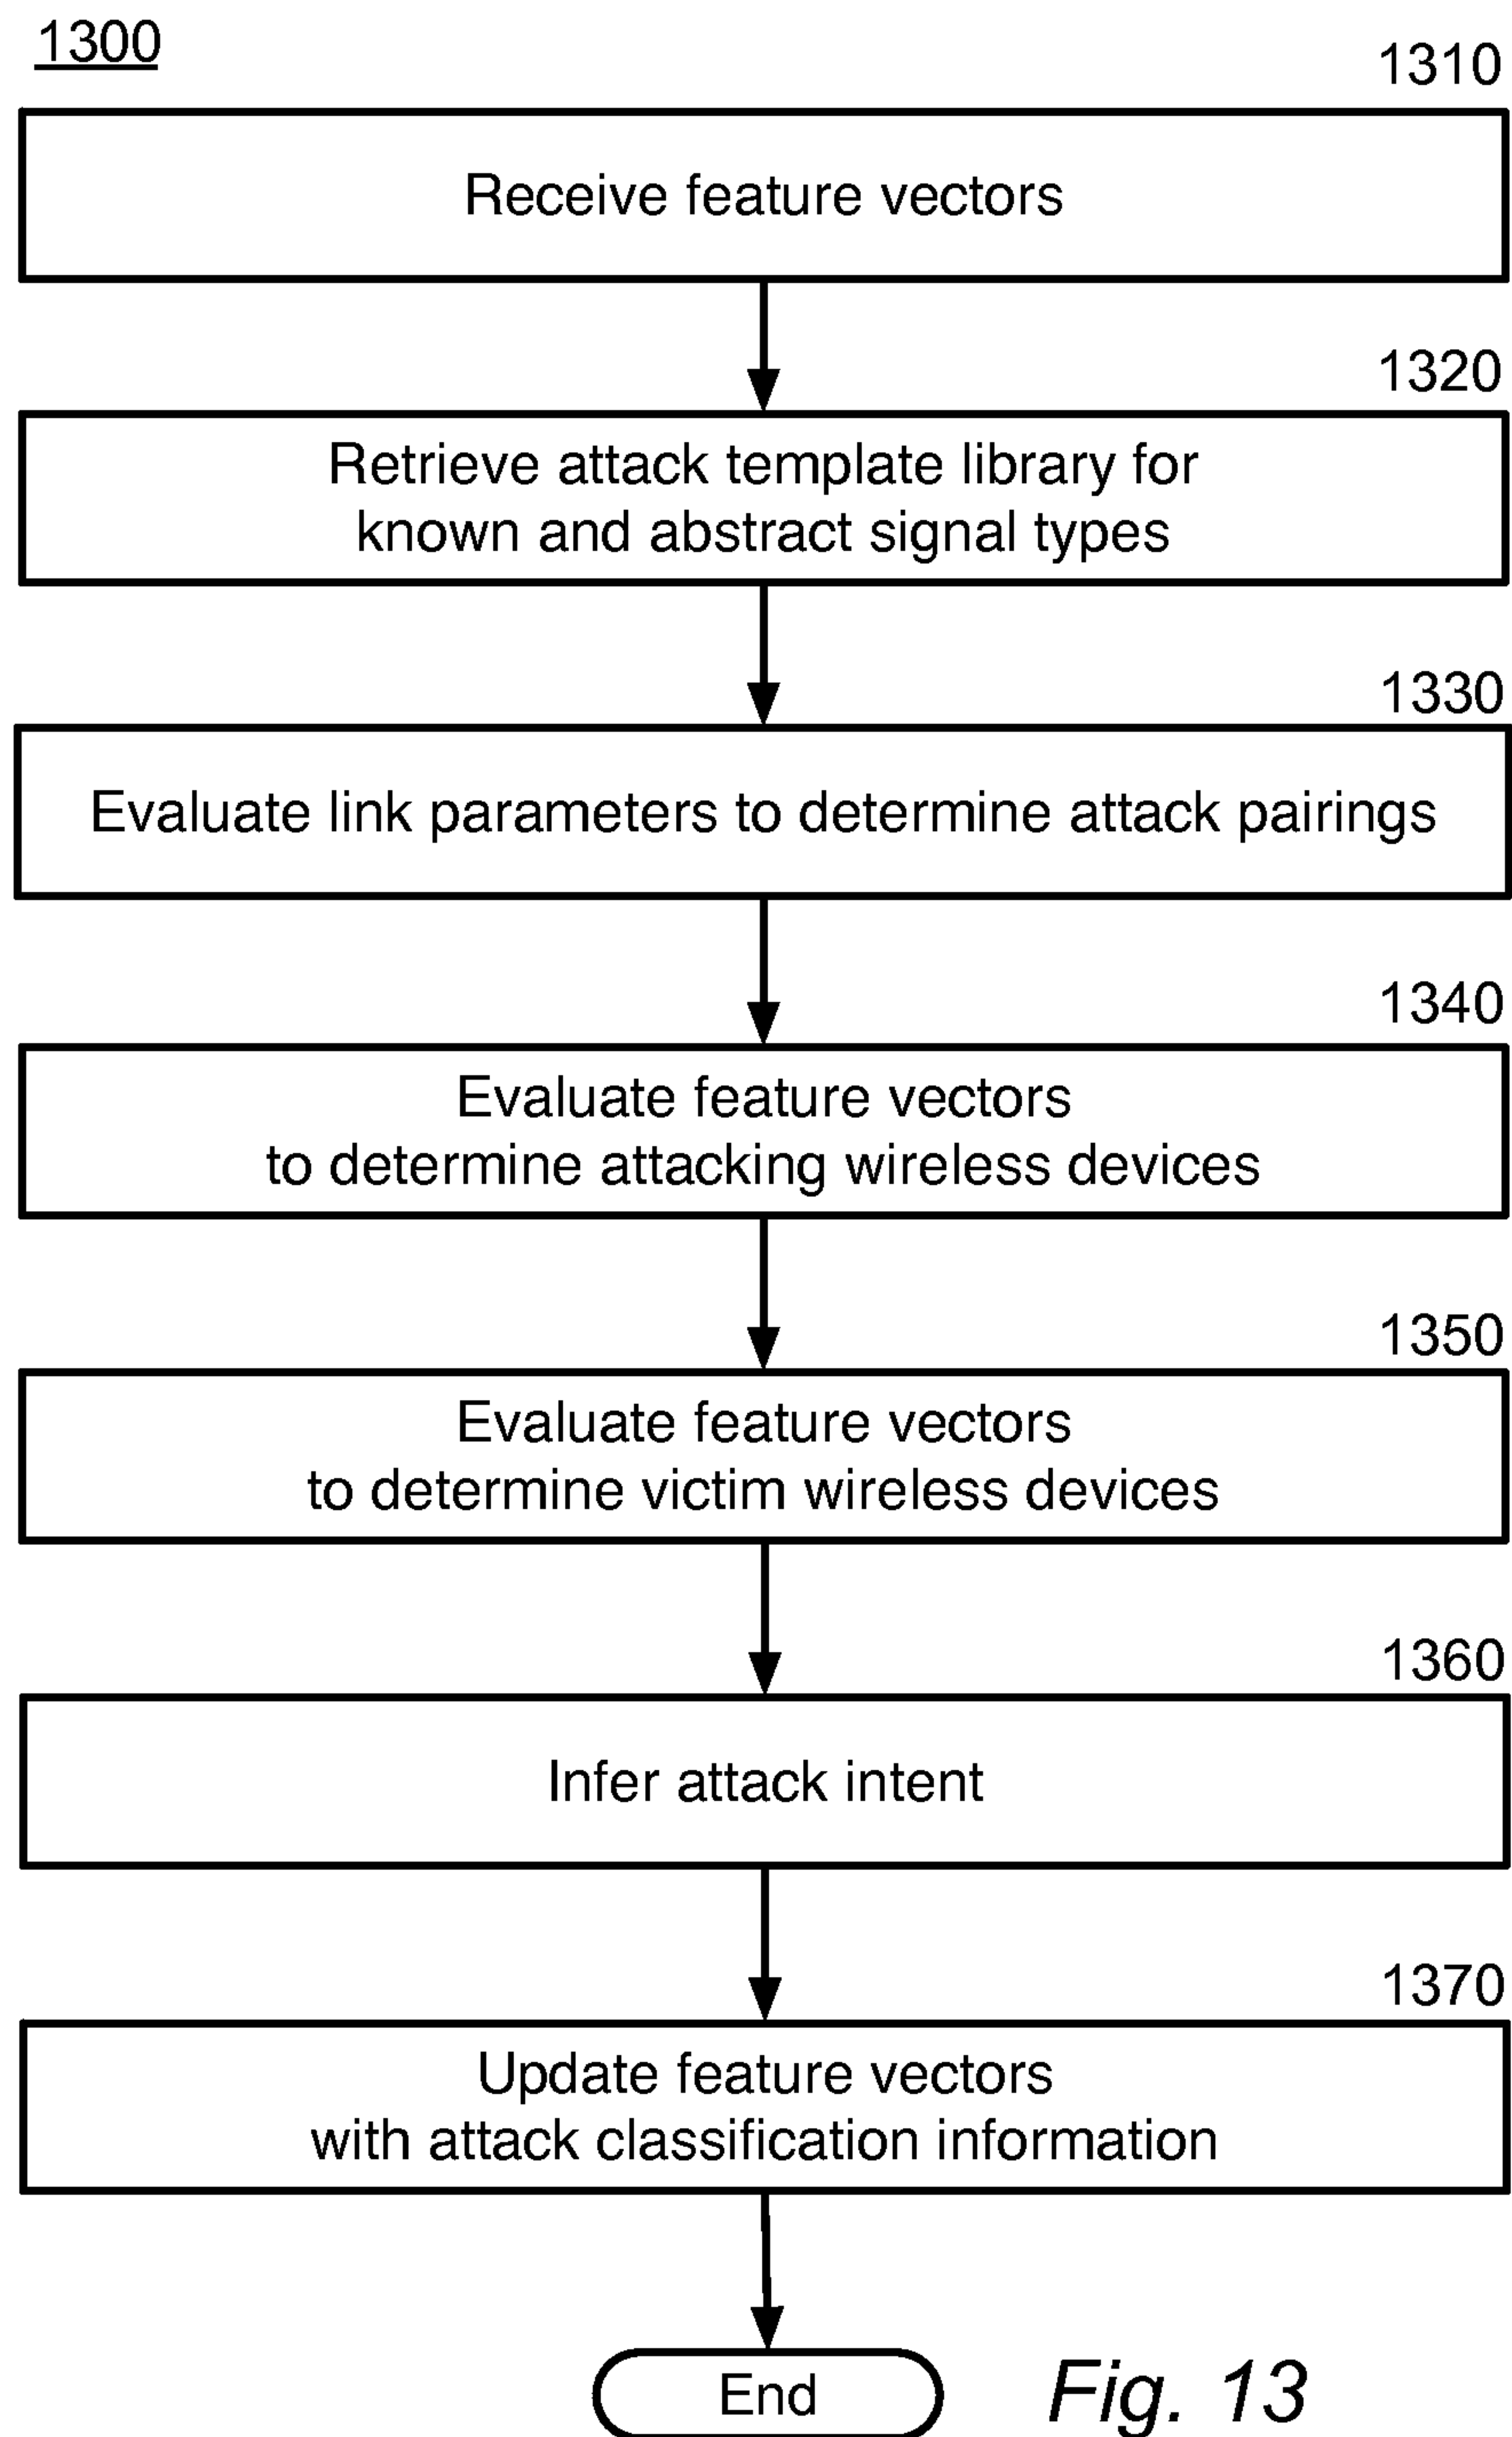 1300
1310
Receive feature vectors
1320
Retrieve attack template library for
known and abstract signal types
1330
Evaluate link parameters to determine attack pairings
1340
Evaluate feature vectors
to determine attacking wireless devices
1350
Evaluate feature vectors
to determine victim wireless devices
1360
Infer attack intent
1370
Update feature vectors
with attack classification information
End
Fig. 13